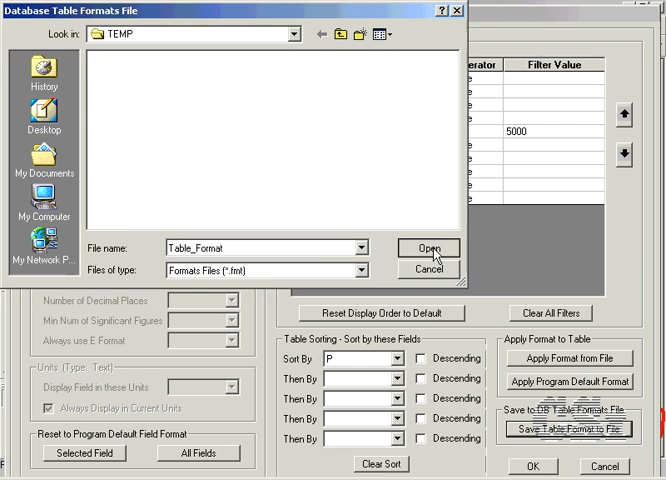 Database Table Formats File
Look in:
TEMP
History
Desktop
My Documents
My Computer
My Network P...
File name:
Table_Format
Open
Files of type:
Formats Files (*.fmt)
Cancel
erator
Filter Value
e
e
e
e
5000
e
e
e
e
e
Number of Decimal Places
Min Num of Significant Figures
Always use E Format
Units (Type: Text)
Display Field in these Units
Always Display in Current Units
Reset to Program Default Field Format
Selected Field
All Fields
Reset Display Order to Default
Clear All Filters
Table Sorting - Sort by these Fields
Sort By
P
Descending
Then By
Descending
Then By
Descending
Then By
Descending
Then By
Descending
Clear Sort
Apply Format to Table
Apply Format from File
Apply Program Default Format
Save to DB Table Formats File
Save Table Format to File
OK
Cancel